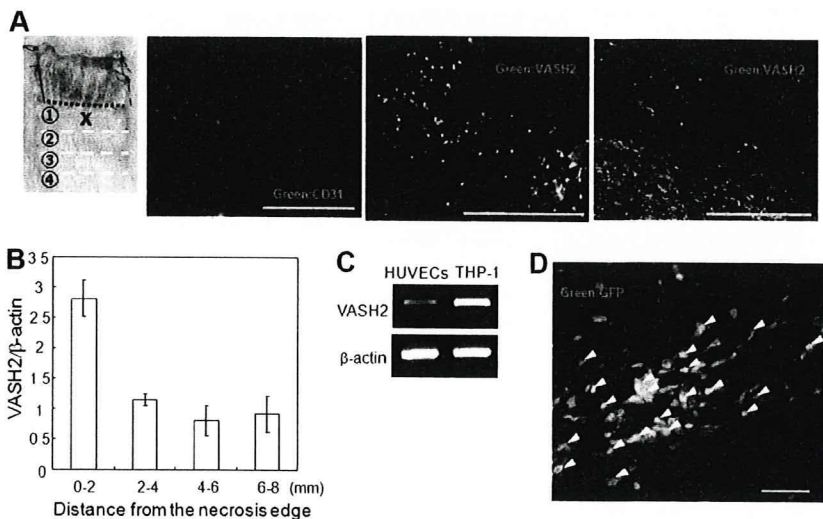 A
①
X
②
③
④
Green:CD31
Green:VASH2
Green:VASH2
B
VASH2/β-actin
3 5
3
2 5
2
1 5
1
0 5
0
0-2
2-4
4-6
6-8
(mm)
Distance from the necrosis edge
C
HUVECs THP-1
VASH2
β-actin
D
Green:GFP